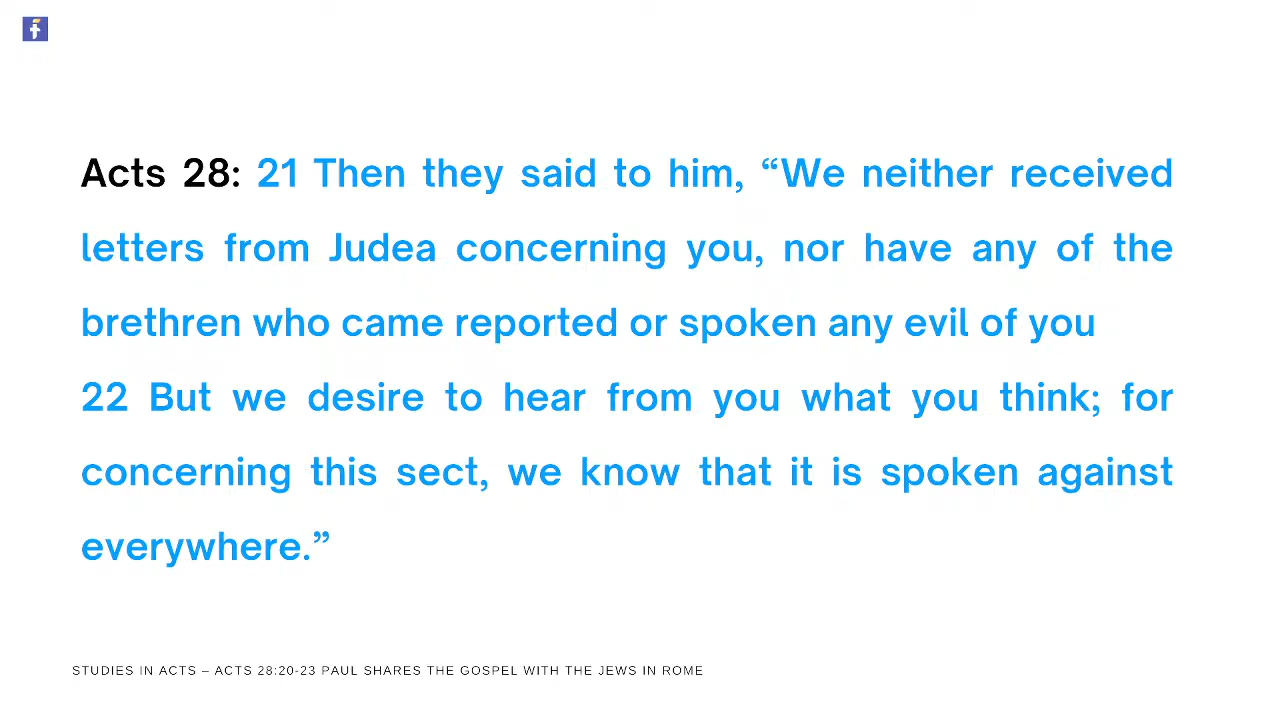 Acts 28: 21 Then they said to him, “We neither received
letters from Judea concerning you, nor have any of the
brethren who came reported or spoken any evil of you
22 But we desire to hear from you what you think; for
concerning this sect, we know that it is spoken against
everywhere.”
STUDIES IN ACTS – ACTS 28:20-23 PAUL SHARES THE GOSPEL WITH THE JEWS IN ROME